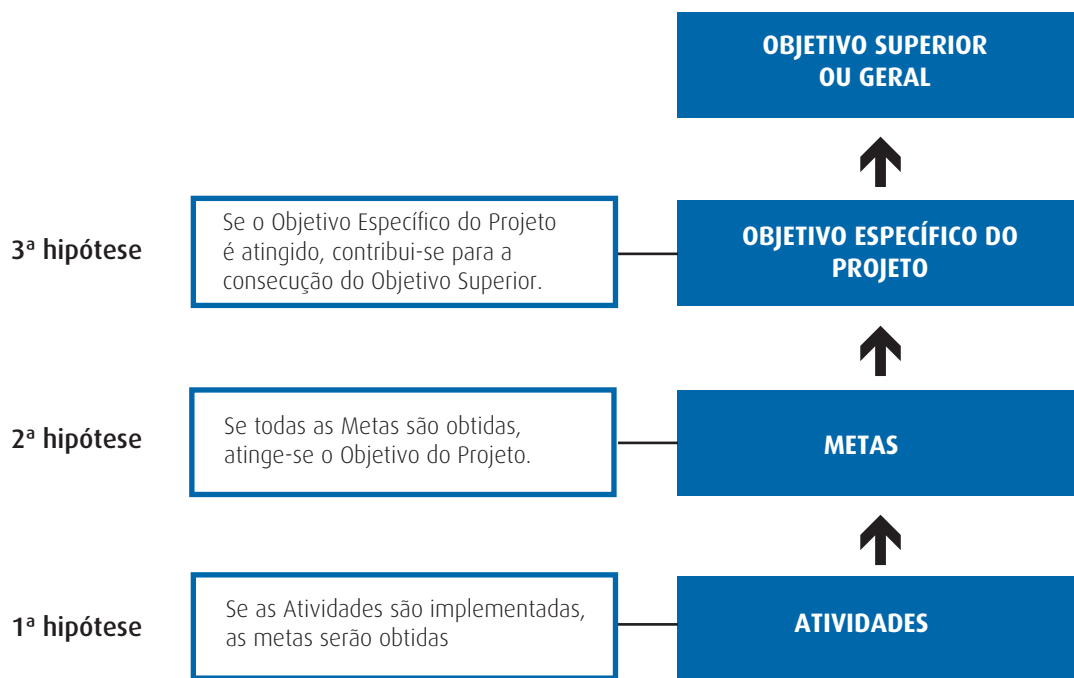 OBJETIVO SUPERIOR
OU GERAL
3ª hipótese
Se o Objetivo Específico do Projeto
é atingido, contribui-se para a
consecução do Objetivo Superior.
OBJETIVO ESPECÍFICO DO
PROJETO
2ª hipótese
Se todas as Metas são obtidas,
atinge-se o Objetivo do Projeto.
METAS
1ª hipótese
Se as Atividades são implementadas,
as metas serão obtidas
ATIVIDADES